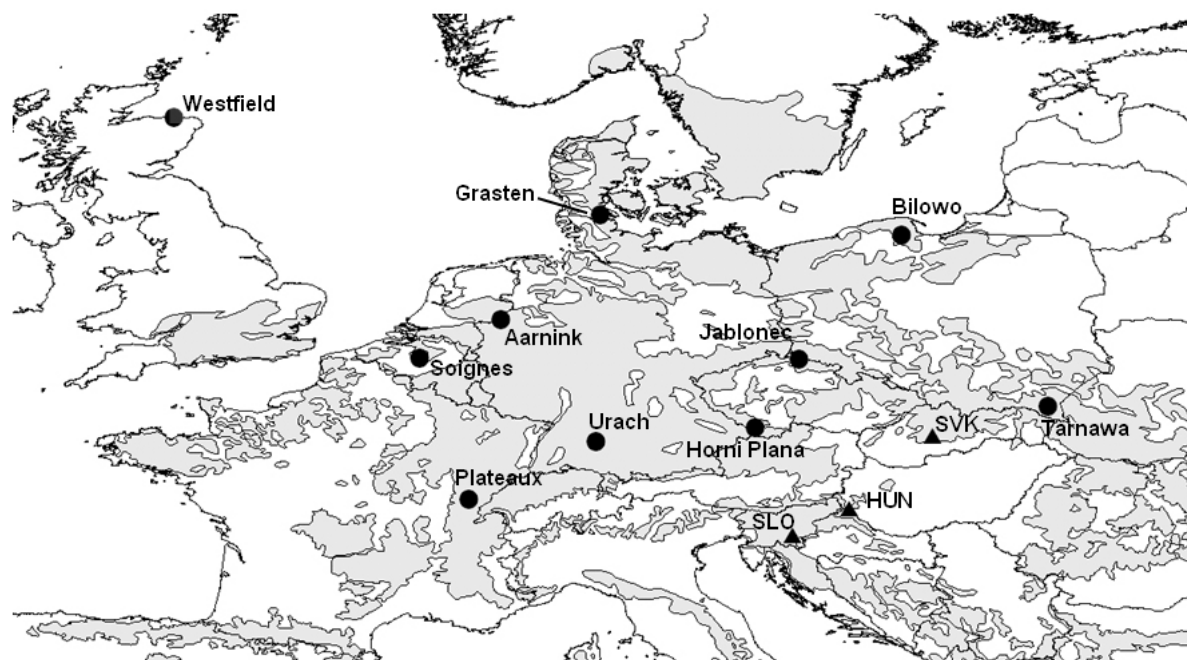 Westfield
Grasten
Bilowo
Aarnink
Jablonec
Soignes
Urach
SVK
Tarnawa
Horni Plana
Plateaux
HUN
SLO